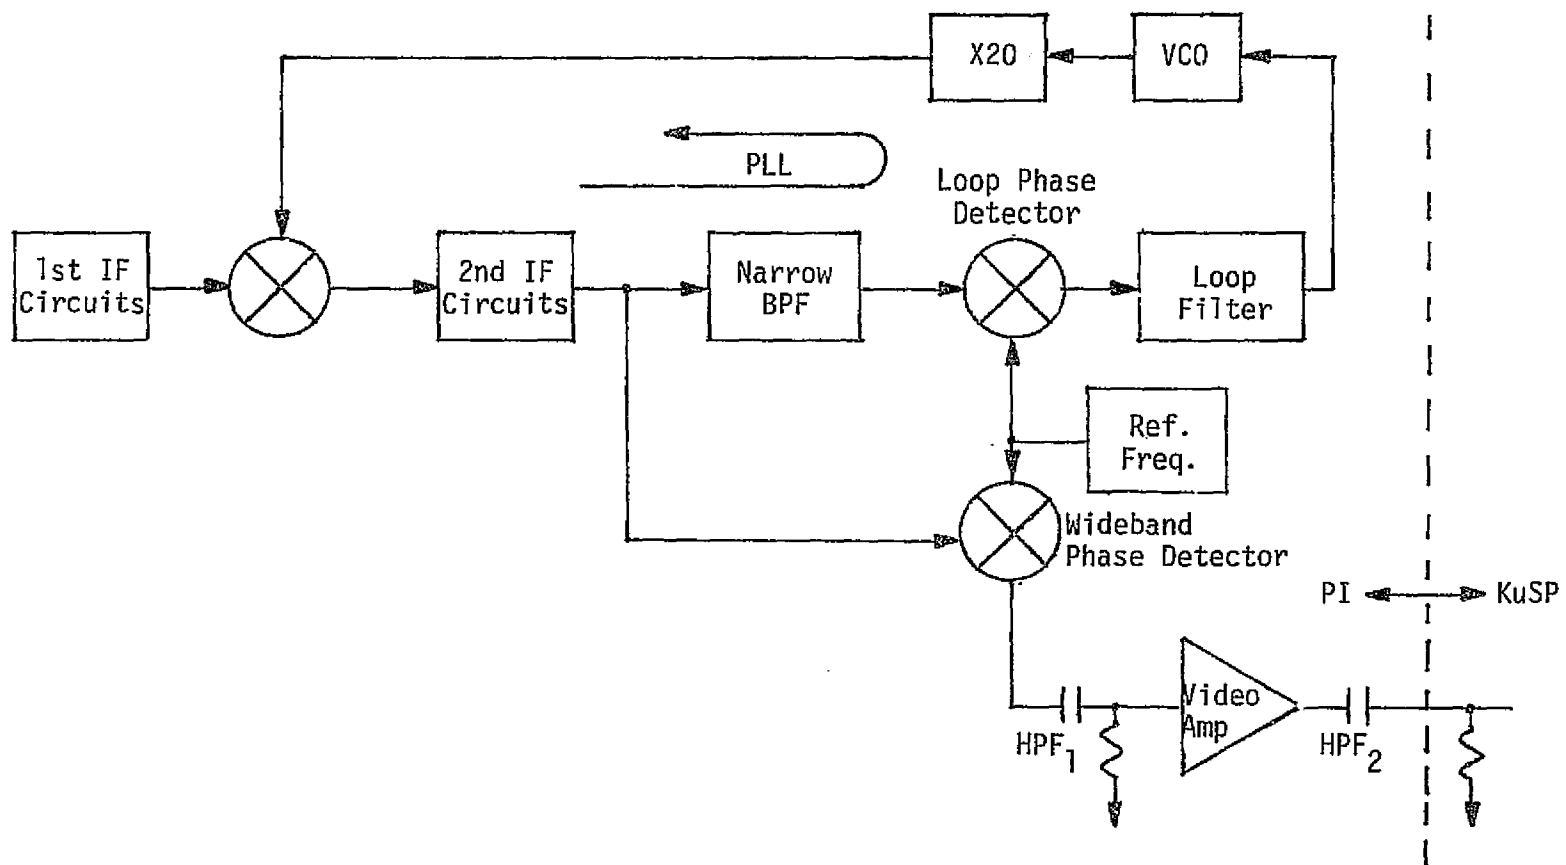 X20
VCO
PLL
Loop Phase
Detector
1st IF
Circuits
2nd IF
Circuits
Narrow
BPF
Loop
Filter
Ref.
Freq.
Wideband
Phase Detector
PI
KuSP
Video
Amp
HPF1
HPF2